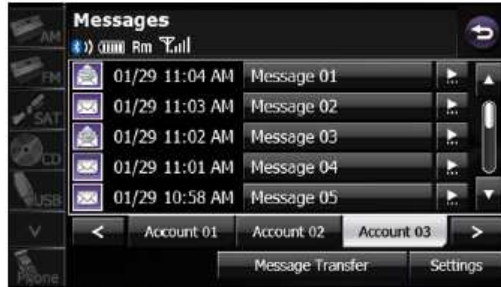 Messages
AM
Rm
FM
01/29 11:04 AM Message 01
01/29 11:03 AM Message 02
SAT
01/29 11:02 AM Message 03
CD
01/29 11:01 AM Message 04
USB
01/29 10:58 AM Message 05
< Account 01 Account 02 Account 03 >
Phone
Message Transfer Settings